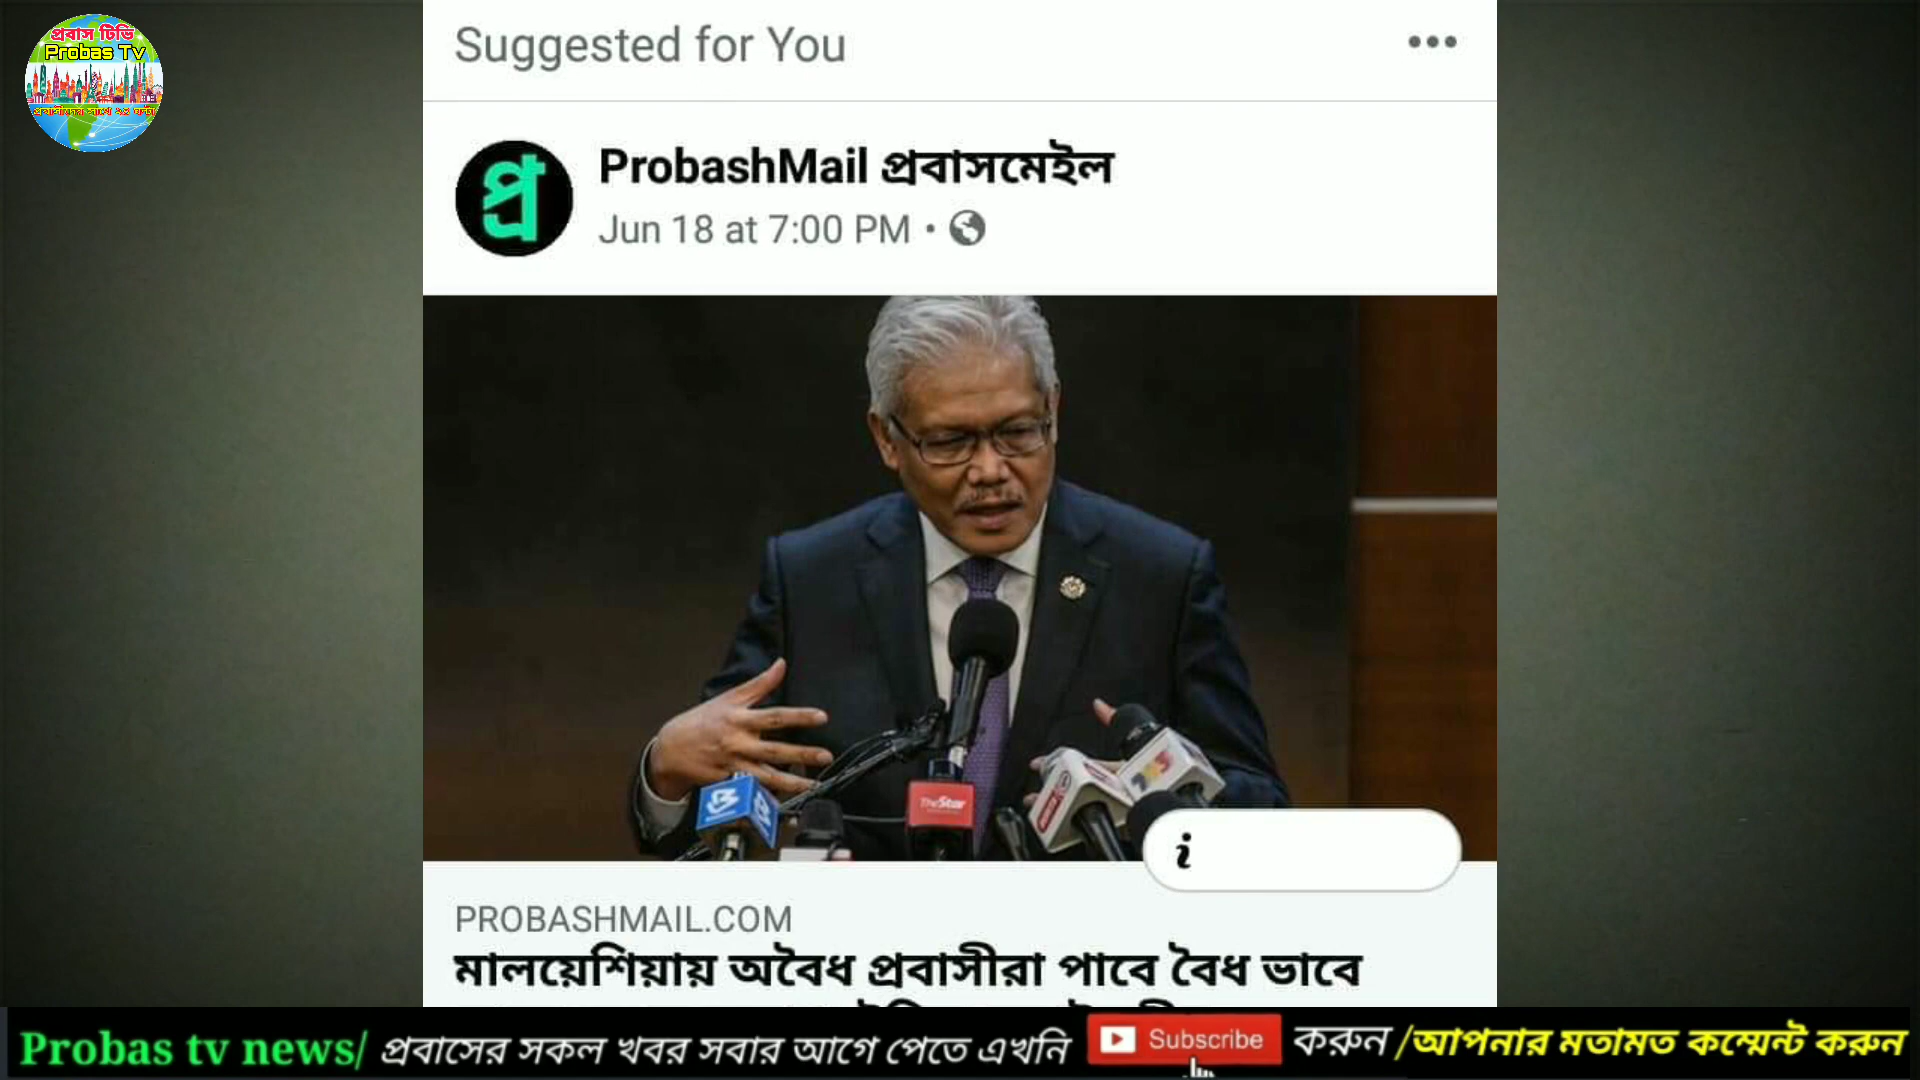 প্রবাস টিভি
Probas Tv
Suggested for You
ProbashMail প্রবাসমেইল
Jun 18 at 7:00 PM
প্র
TheStar
i
PROBASHMAIL.COM
মালয়েশিয়ায় অবৈধ প্রবাসীরা পাবে বৈধ ভাবে
Probas tv news/ প্রবাসের সকল খবর সবার আগে পেতে এখনি Subscribe করুন /আপনার মতামত কম্মেন্ট করুন